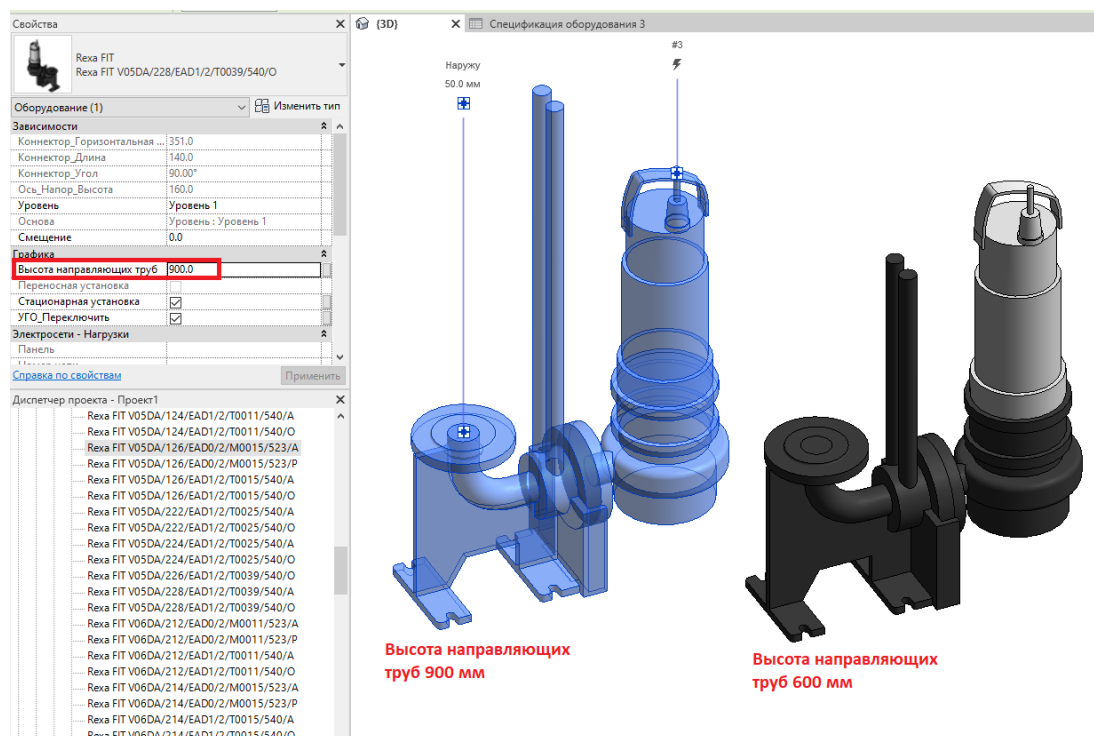 Свойства
Rexa FIT
Rexa FIT V05DA/228/EAD1/2/T0039/540/O
Оборудование (1)
Изменить тип
Зависимости
Коннектор_Горизонтальная ... 351.0
Коннектор_Длина 140.0
Коннектор_Угол 90.00°
Ось_Напор_Высота 160.0
Уровень Уровень 1
Основа Уровень : Уровень 1
Смещение 0.0
Графика
Высота направляющих труб 900.0
Переносная установка
Стационарная установка
УГО_Переключить
Электросети - Нагрузки
Панель
Справка по свойствам
Применить
Диспетчер проекта - Проект1
Rexa FIT V05DA/124/EAD1/2/T0011/540/A
Rexa FIT V05DA/124/EAD1/2/T0011/540/O
Rexa FIT V05DA/126/EAD0/2/M0015/523/A
Rexa FIT V05DA/126/EAD0/2/M0015/523/P
Rexa FIT V05DA/126/EAD1/2/T0015/540/A
Rexa FIT V05DA/126/EAD1/2/T0015/540/O
Rexa FIT V05DA/222/EAD1/2/T0025/540/A
Rexa FIT V05DA/222/EAD1/2/T0025/540/O
Rexa FIT V05DA/224/EAD1/2/T0025/540/A
Rexa FIT V05DA/224/EAD1/2/T0025/540/O
Rexa FIT V05DA/226/EAD1/2/T0039/540/O
Rexa FIT V05DA/228/EAD1/2/T0039/540/A
Rexa FIT V05DA/228/EAD1/2/T0039/540/O
Rexa FIT V06DA/212/EAD0/2/M0011/523/A
Rexa FIT V06DA/212/EAD0/2/M0011/523/P
Rexa FIT V06DA/212/EAD1/2/T0011/540/A
Rexa FIT V06DA/212/EAD1/2/T0011/540/O
Rexa FIT V06DA/214/EAD0/2/M0015/523/A
Rexa FIT V06DA/214/EAD0/2/M0015/523/P
Rexa FIT V06DA/214/EAD1/2/T0015/540/A
Rexa FIT V06DA/214/EAD1/2/T0015/540/O
{3D}
Спецификация оборудования 3
Наружу
50.0 мм
#3
Высота направляющих
труб 900 мм
Высота направляющих
труб 600 мм